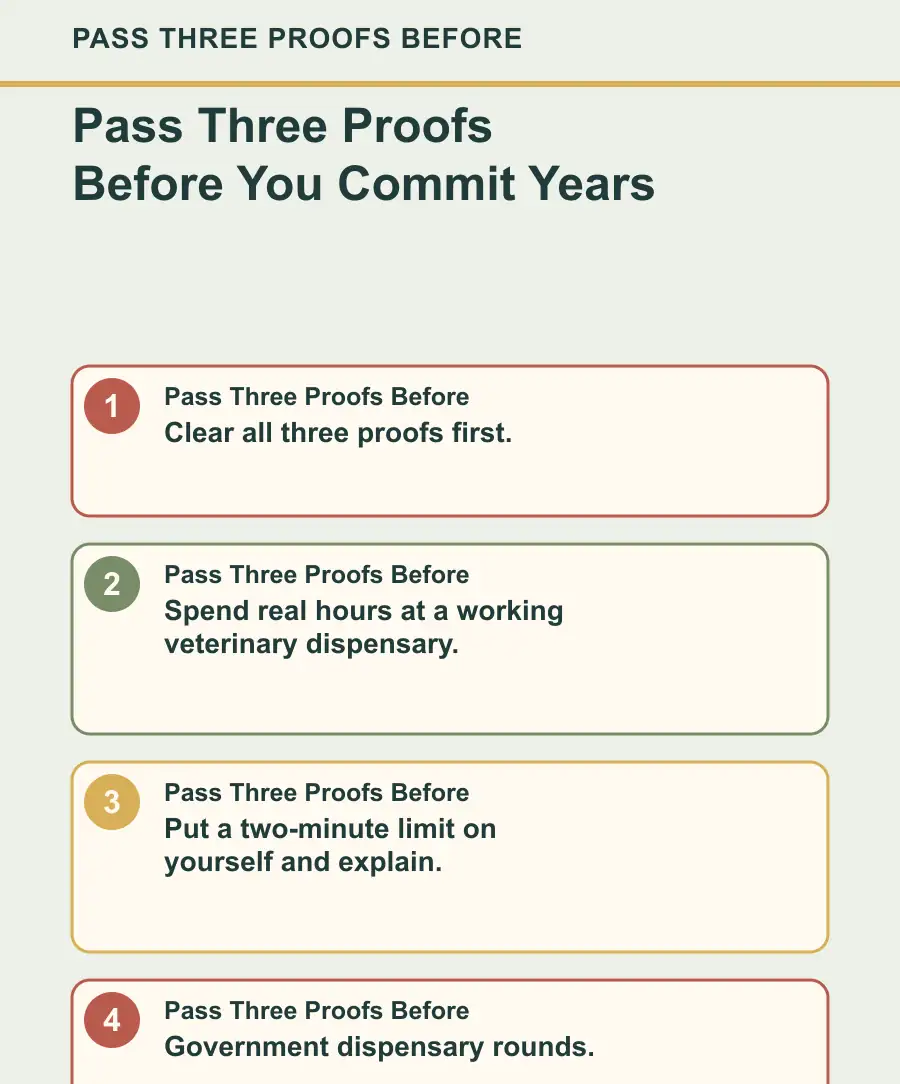 PASS THREE PROOFS BEFORE
Pass Three Proofs
Before You Commit Years
1
Pass Three Proofs Before
Clear all three proofs first.
2
Pass Three Proofs Before
Spend real hours at a working
veterinary dispensary.
3
Pass Three Proofs Before
Put a two-minute limit on
yourself and explain.
4
Pass Three Proofs Before
Government dispensary rounds.